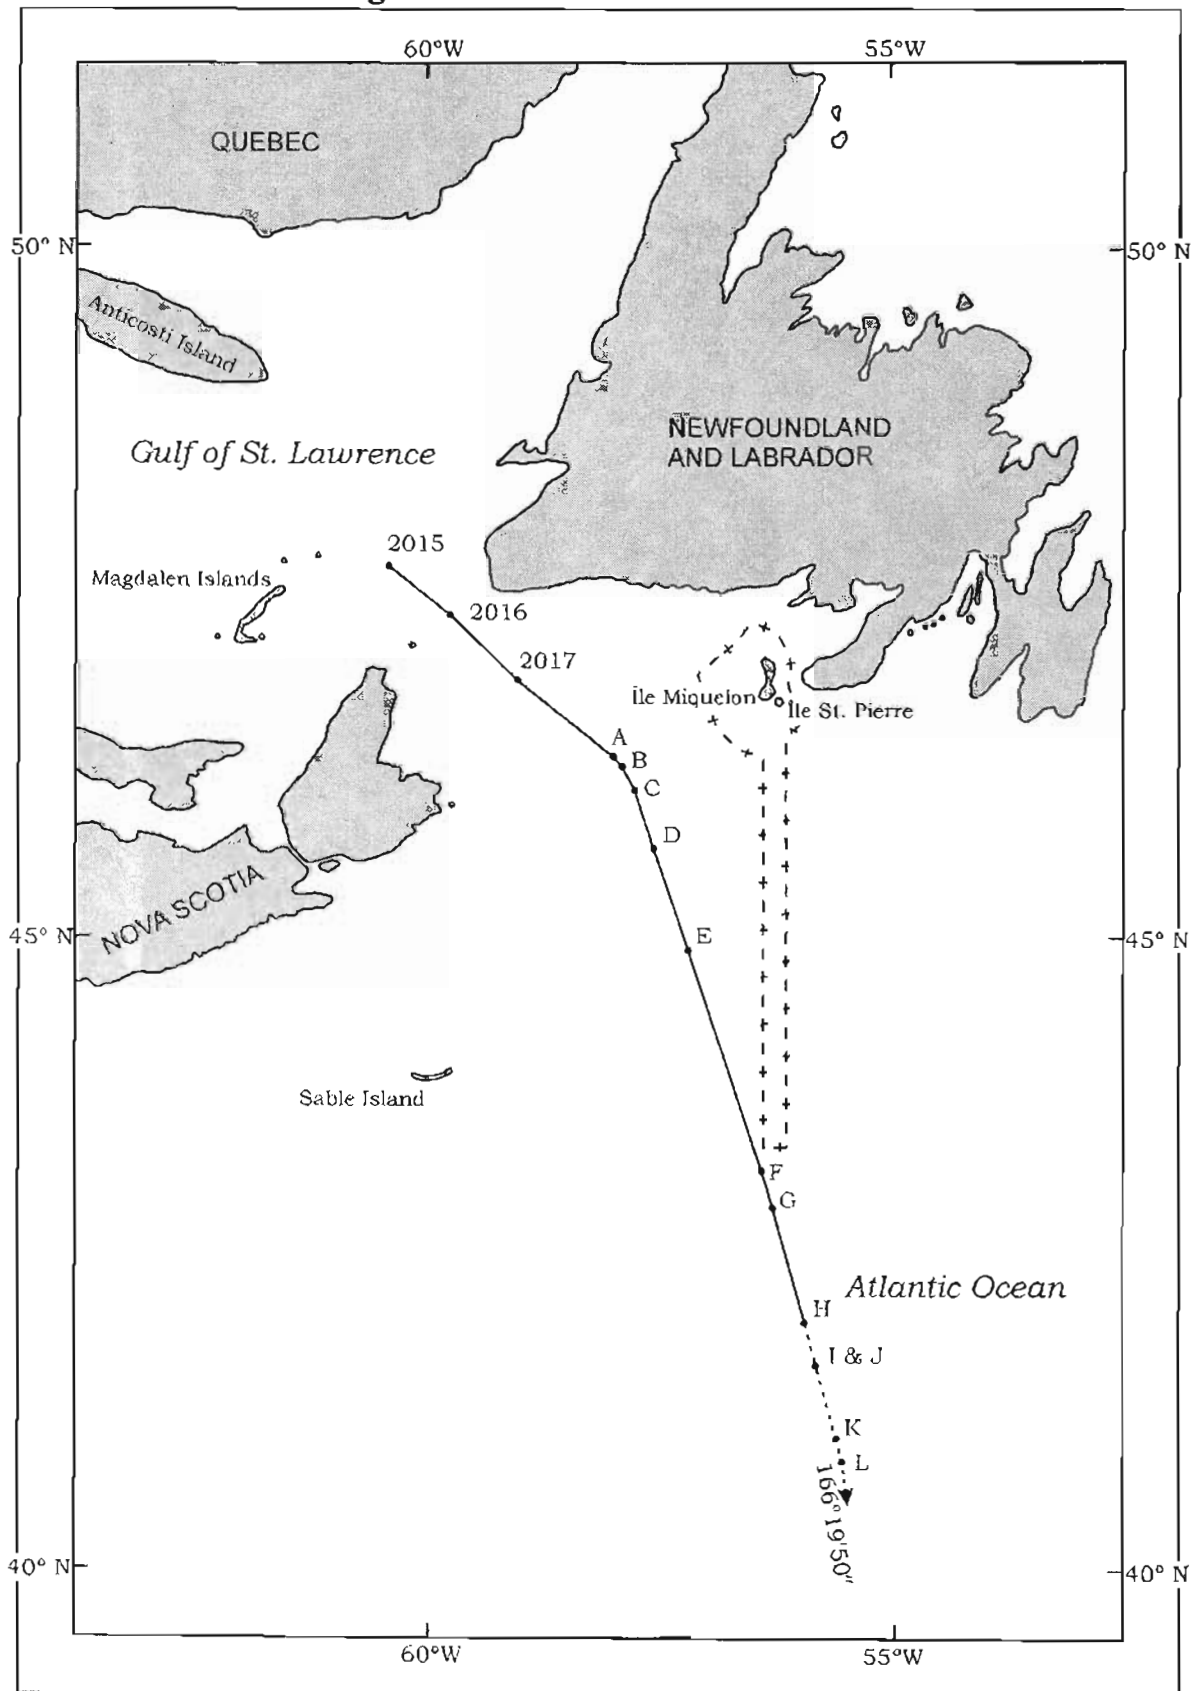 60°W
55°W
QUEBEC
50° N
50° N
Anticosti Island
NEWFOUNDLAND
AND LABRADOR
Gulf of St. Lawrence
2015
Magdalen Islands
2016
2017
Île Miquelon
Île St. Pierre
A
B
C
D
NOVA SCOTIA
45° N
E
45° N
Sable Island
F
G
Atlantic Ocean
H
I & J
K
L
166°19'50"
40° N
40° N
60°W
55°W